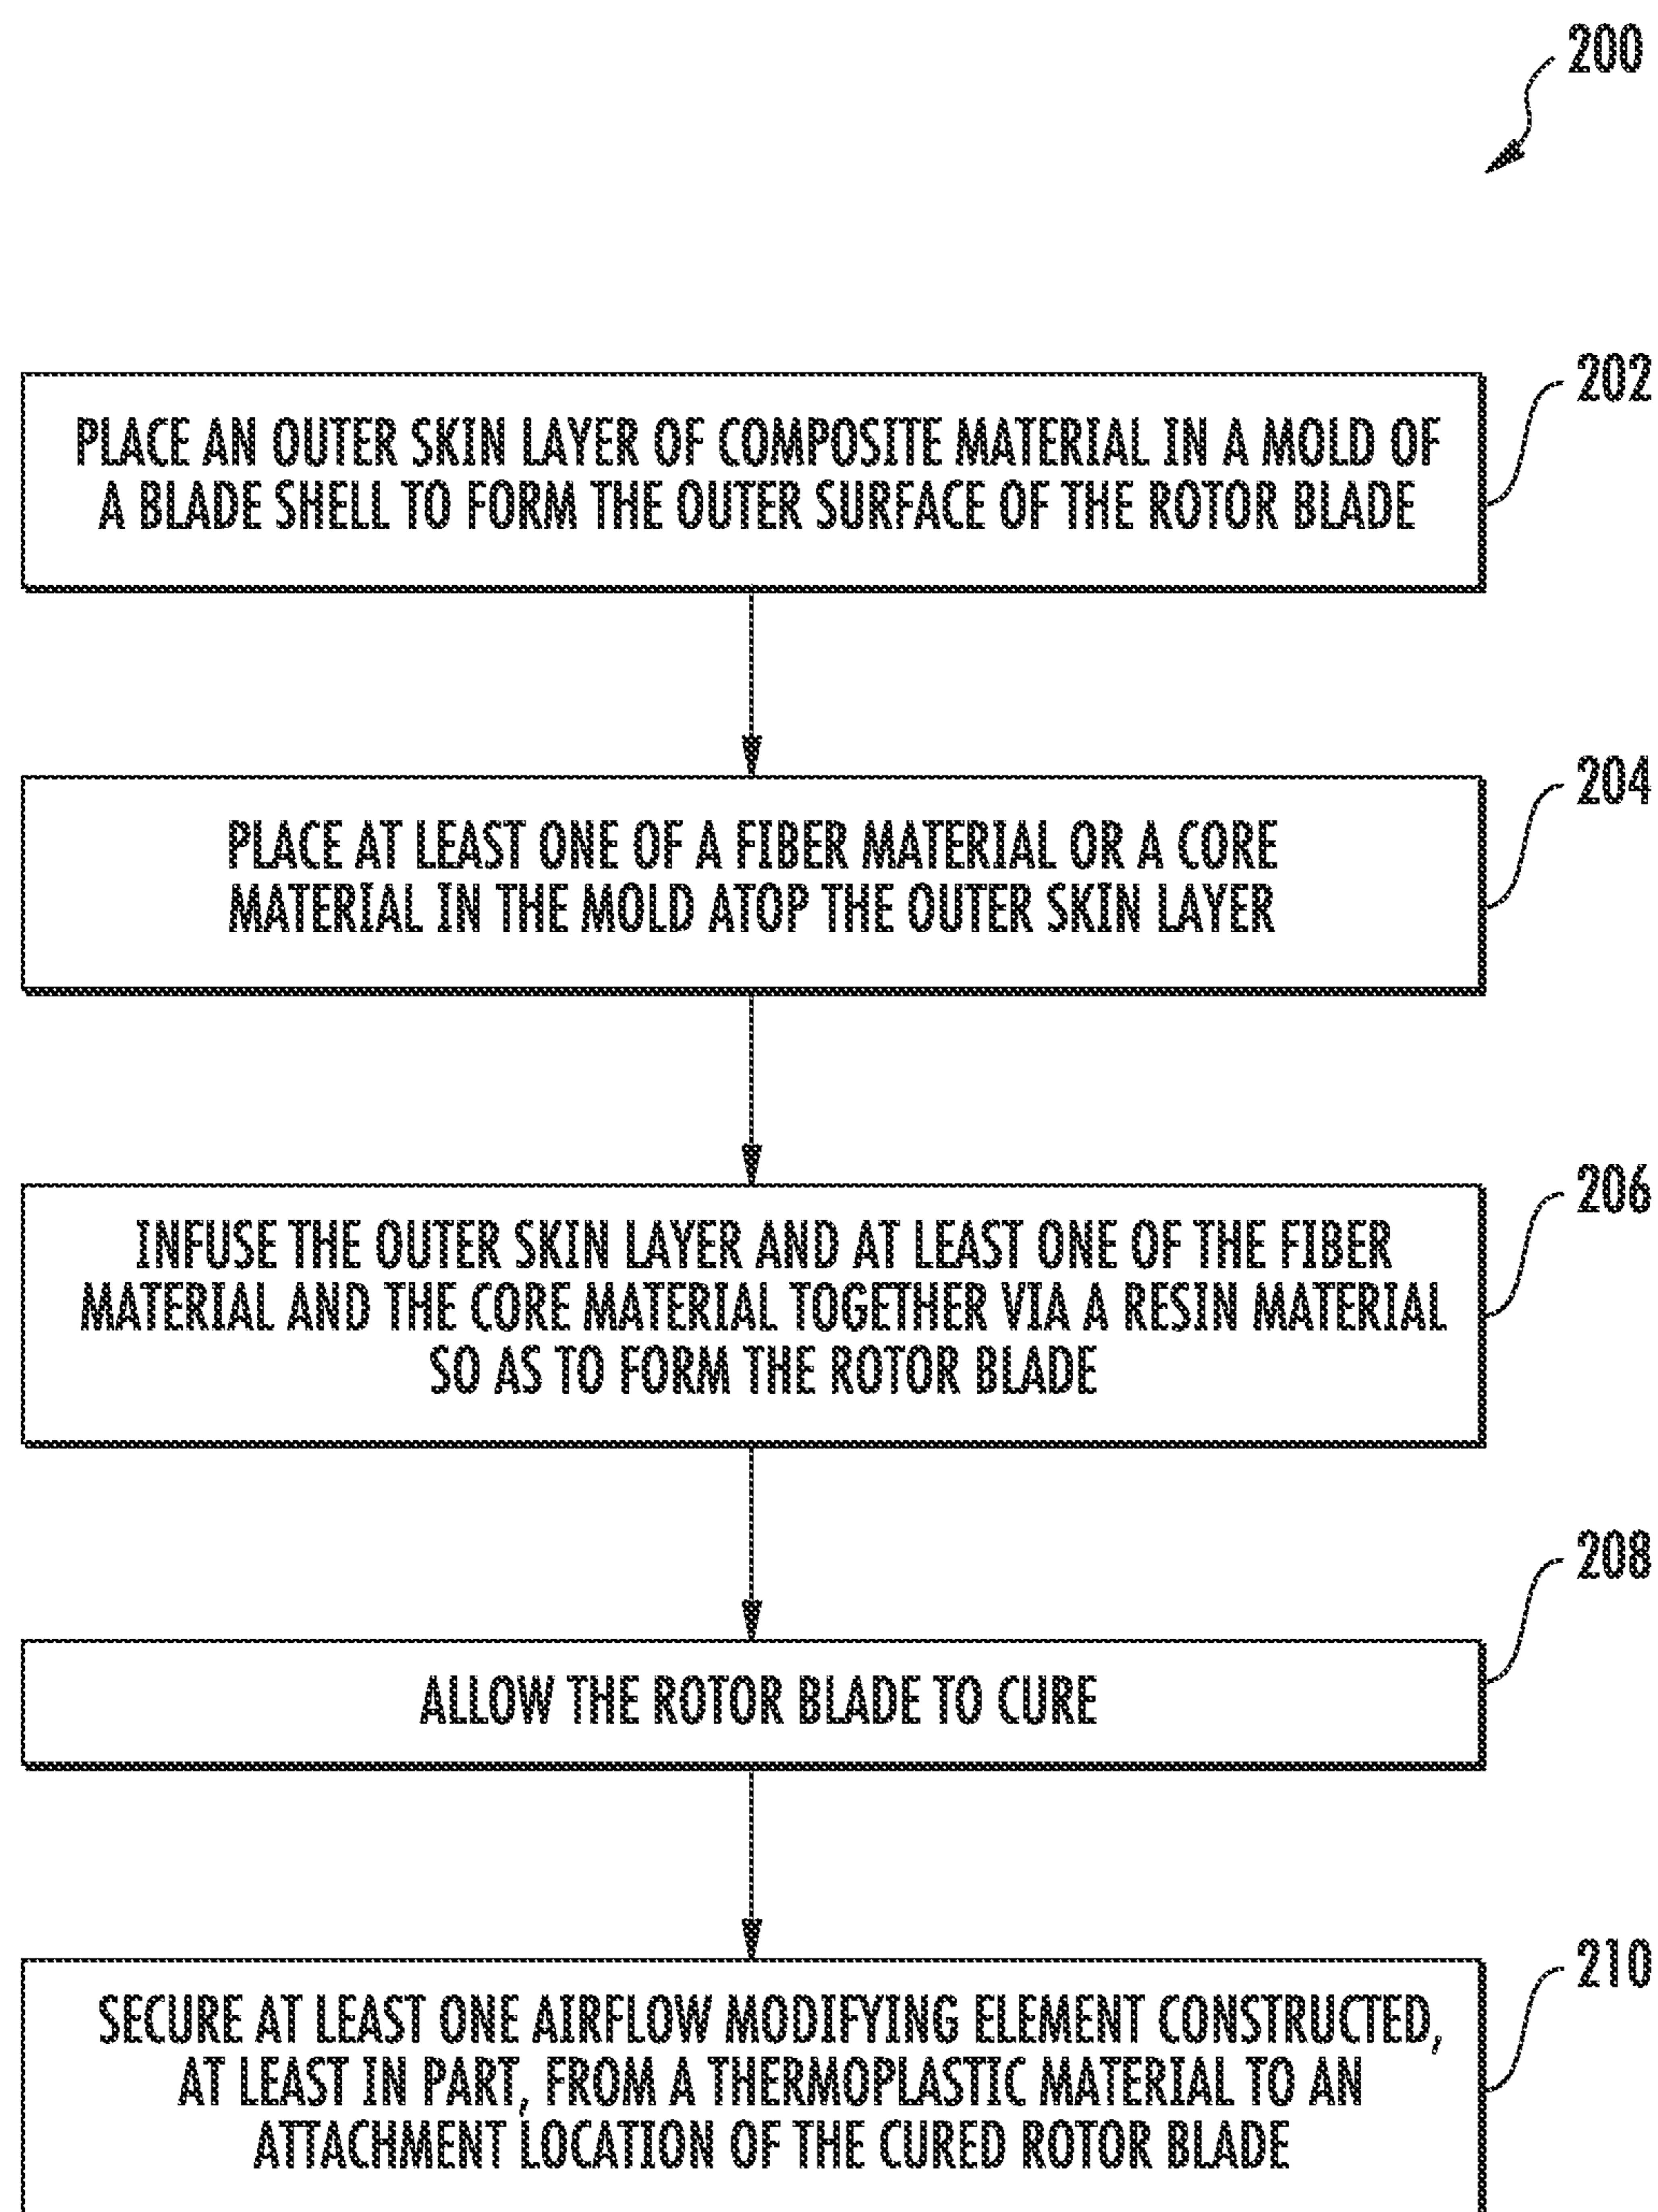 200
202
PLACE AN OUTER SKIN LAYER OF COMPOSITE MATERIAL IN A MOLD OF
A BLADE SHELL TO FORM THE OUTER SURFACE OF THE ROTOR BLADE
204
PLACE AT LEAST ONE OF A FIBER MATERIAL OR A CORE
MATERIAL IN THE MOLD ATOP THE OUTER SKIN LAYER
206
INFUSE THE OUTER SKIN LAYER AND AT LEAST ONE OF THE FIBER
MATERIAL AND THE CORE MATERIAL TOGETHER VIA A RESIN MATERIAL
SO AS TO FORM THE ROTOR BLADE
208
ALLOW THE ROTOR BLADE TO CURE
210
SECURE AT LEAST ONE AIRFLOW MODIFYING ELEMENT CONSTRUCTED,
AT LEAST IN PART, FROM A THERMOPLASTIC MATERIAL TO AN
ATTACHMENT LOCATION OF THE CURED ROTOR BLADE